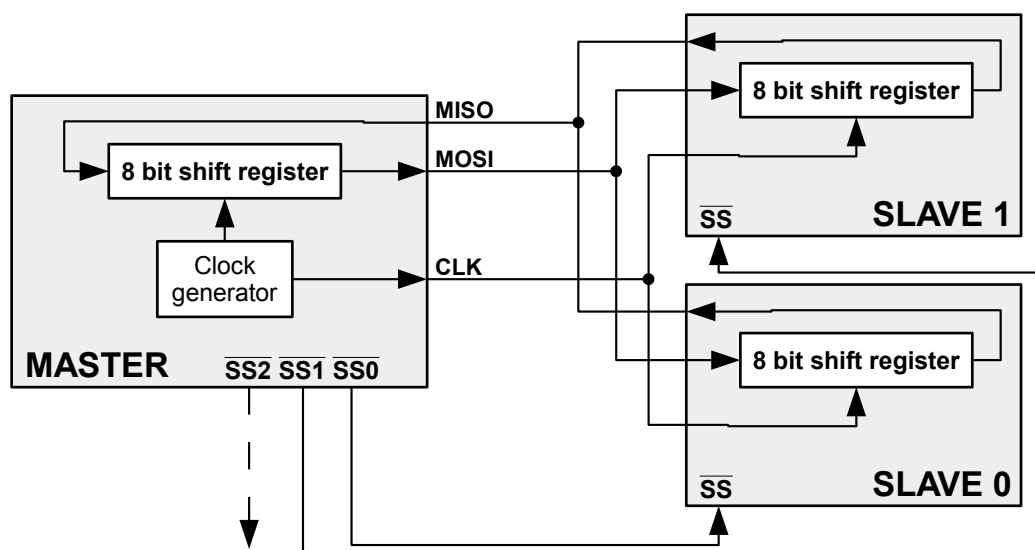 MASTER
8 bit shift register
Clock
generator
MISO
MOSI
CLK
SS2 SS1 SS0
8 bit shift register
SS
SLAVE 1
8 bit shift register
SS
SLAVE 0